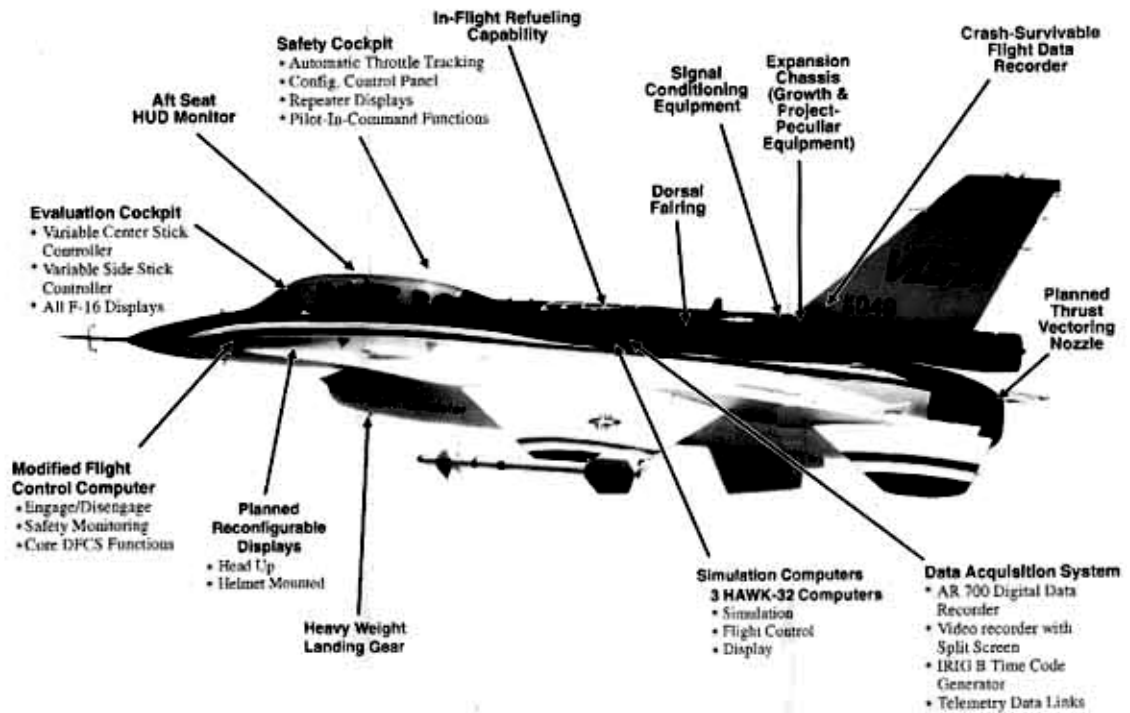 In-Flight Refueling
Capability
Safety Cockpit
* Automatic Throttle Tracking
* Config. Control Panel
* Repeater Displays
* Pilot-In-Command Functions
Aft Seat
HUD Monitor
Signal
Conditioning
Equipment
Expansion
Chassis
(Growth &
Project-
Peculiar
Equipment)
Crash-Survivable
Flight Data
Recorder
Evaluation Cockpit
* Variable Center Stick
Controller
* Variable Side Stick
Controller
* All F-16 Displays
Dorsal
Fairing
Planned
Thrust
Vectoring
Nozzle
Modified Flight
Control Computer
*Engage/Disengage
*Safety Monitoring
*Core DFCS Functions
Planned
Reconfigurable
Displays
* Head Up
* Helmet Mounted
Heavy Weight
Landing Gear
Simulation Computers
3 HAWK-32 Computers
* Simulation
* Flight Control
* Display
Data Acquisition System
* AR 700 Digital Data
Recorder
* Video recorder with
Split Screen
* IRIG B Time Code
Generator
* Telemetry Data Links